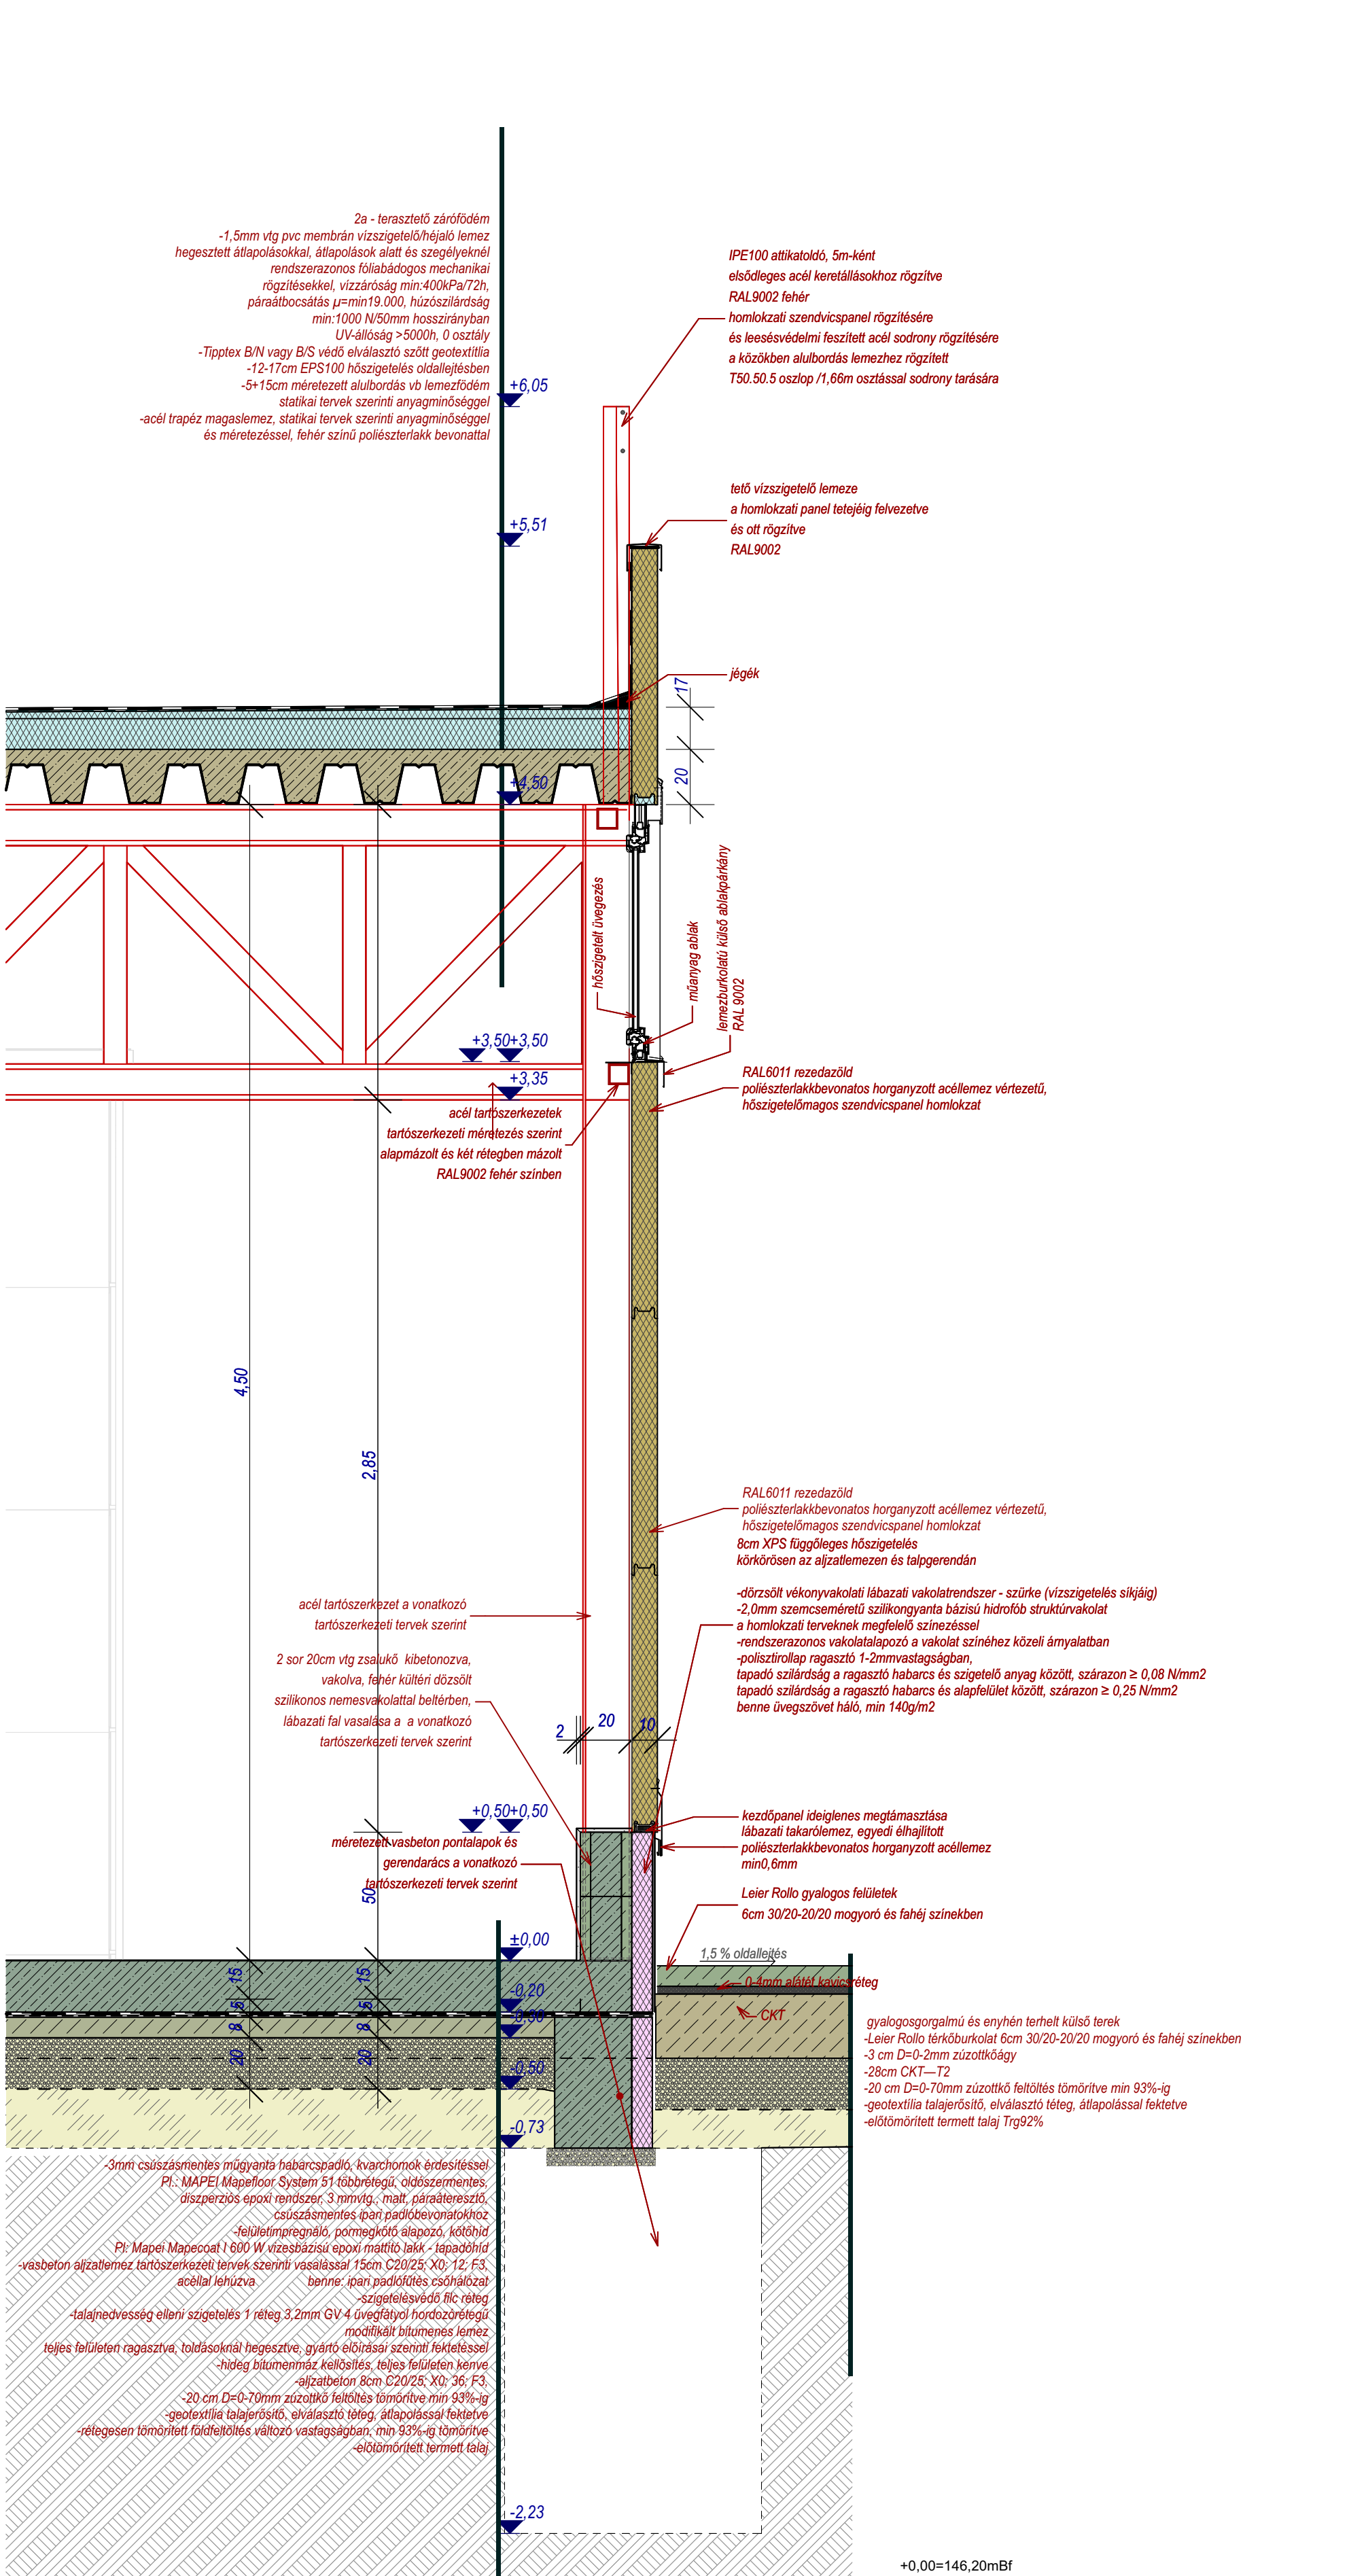 2a - terasztető zárófödém
-1,5mm vtg pvc membrán vízszigetelő/héjaló lemez
hegesztett átlapolásokkal, átlapolások alatt és szegélyeknél
rendszerazonos fóliabádogos mechanikai
rögzítésekkel, vízzáróság min:400kPa/72h,
páraátbocsátás μ=min19.000, húzószilárdság
min:1000 N/50mm hosszirányban
UV-állóság >5000h, 0 osztály
-Tipptex B/N vagy B/S védő elválasztó szőtt geotextítlia
-12-17cm EPS100 hőszigetelés oldallejtésben
-5+15cm méretezett alulbordás vb lemezfödém
statikai tervek szerinti anyagminőséggel
-acél trapéz magaslemez, statikai tervek szerinti anyagminőséggel
és méretezéssel, fehér színű poliészterlakk bevonattal
IPE100 attikatoldó, 5m-ként
elsődleges acél keretállásokhoz rögzítve
RAL9002 fehér
homlokzati szendvicspanel rögzítésére
és leesésvédelmi feszített acél sodrony rögzítésére
a közökben alulbordás lemezhez rögzített
T50.50.5 oszlop /1,66m osztással sodrony tarására
+6,05
tető vízszigetelő lemeze
a homlokzati panel tetejéig felvezetve
és ott rögzítve
RAL9002
+5,51
jégék
17
20
+4,50
hőszigetelt üvegezés
műanyag ablak
lemezburkolatú külső ablakpárkány
RAL 9002
+3,50+3,50
+3,35
RAL6011 rezedazöld
poliészterlakkbevonatos horganyzott acéllemez vértezetű,
hőszigetelőmagos szendvicspanel homlokzat
acél tartószerkezetek
tartószerkezeti méretezés szerint
alapmázolt és két rétegben mázolt
RAL9002 fehér színben
4,50
2,85
RAL6011 rezedazöld
poliészterlakkbevonatos horganyzott acéllemez vértezetű,
hőszigetelőmagos szendvicspanel homlokzat
8cm XPS függőleges hőszigetelés
körkörösen az aljzatlemezen és talpgerendán
-dörzsölt vékonyvakolati lábazati vakolatrendszer - szürke (vízszigetelés síkjáig)
-2,0mm szemcseméretű szilikongyanta bázisú hidrofób struktúrvakolat
a homlokzati terveknek megfelelő színezéssel
-rendszerazonos vakolatalapozó a vakolat színéhez közeli árnyalatban
-polisztirollap ragasztó 1-2mmvastagságban,
tapadó szilárdság a ragasztó habarcs és szigetelő anyag között, szárazon ≥ 0,08 N/mm2
tapadó szilárdság a ragasztó habarcs és alapfelület között, szárazon ≥ 0,25 N/mm2
benne üvegszövet háló, min 140g/m2
acél tartószerkezet a vonatkozó
tartószerkezeti tervek szerint
2 sor 20cm vtg zsalukő kibetonozva,
vakolva, fehér kültéri dözsölt
szilikonos nemesvakolattal beltérben,
lábazati fal vasalása a a vonatkozó
tartószerkezeti tervek szerint
2 20 10
+0,50+0,50
méretezett vasbeton pontalapok és
gerendarács a vonatkozó
tartószerkezeti tervek szerint
50
kezdőpanel ideiglenes megtámasztása
lábazati takarólemez, egyedi élhajlított
poliészterlakkbevonatos horganyzott acéllemez
min0,6mm
Leier Rollo gyalogos felületek
6cm 30/20-20/20 mogyoró és fahéj színekben
±0,00
1,5 % oldallejtés
0-4mm alátét kavicsréteg
CKT
15
5
8
20
15
5
8
20
-0,20
-0,30
-0,50
-0,73
gyalogosgorgalmú és enyhén terhelt külső terek
-Leier Rollo térkőburkolat 6cm 30/20-20/20 mogyoró és fahéj színekben
-3 cm D=0-2mm zúzottkőágy
-28cm CKT—T2
-20 cm D=0-70mm zúzottkő feltöltés tömörítve min 93%-ig
-geotextília talajerősítő, elválasztó téteg, átlapolással fektetve
-előtömörített termett talaj Trg92%
-3mm csúszásmentes műgyanta habarcspadló, kvarchomok érdesítéssel
Pl.: MAPEI Mapefloor System 51 többrétegű, oldószermentes,
diszperziós epoxi rendszer, 3 mmvtg., matt, páraáteresztő,
csúszásmentes ipari padlóbevonatokhoz
-felületimpregnáló, pormegkötő alapozó, kötőhíd
Pl: Mapei Mapecoat I 600 W vizesbázisú epoxi mattító lakk - tapadóhíd
-vasbeton aljzatlemez tartószerkezeti tervek szerinti vasalással 15cm C20/25; X0; 12; F3,
acéllal lehúzva benne: ipari padlófűtés csőhálózat
-szigetelésvédő filc réteg
-talajnedvesség elleni szigetelés 1 réteg 3,2mm GV 4 üvegfátyol hordozórétegű
modifikált bitumenes lemez
teljes felületen ragasztva, toldásoknál hegesztve, gyártó előírásai szerinti fektetéssel
-hideg bitumenmáz kellősítés, teljes felületen kenve
-aljzatbeton 8cm C20/25; X0; 36; F3,
-20 cm D=0-70mm zúzottkő feltöltés tömörítve min 93%-ig
-geotextília talajerősítő, elválasztó téteg, átlapolással fektetve
-rétegesen tömörített földfeltöltés változó vastagságban, min 93%-ig tömörítve
-előtömörített termett talaj
-2,23
+0,00=146,20mBf